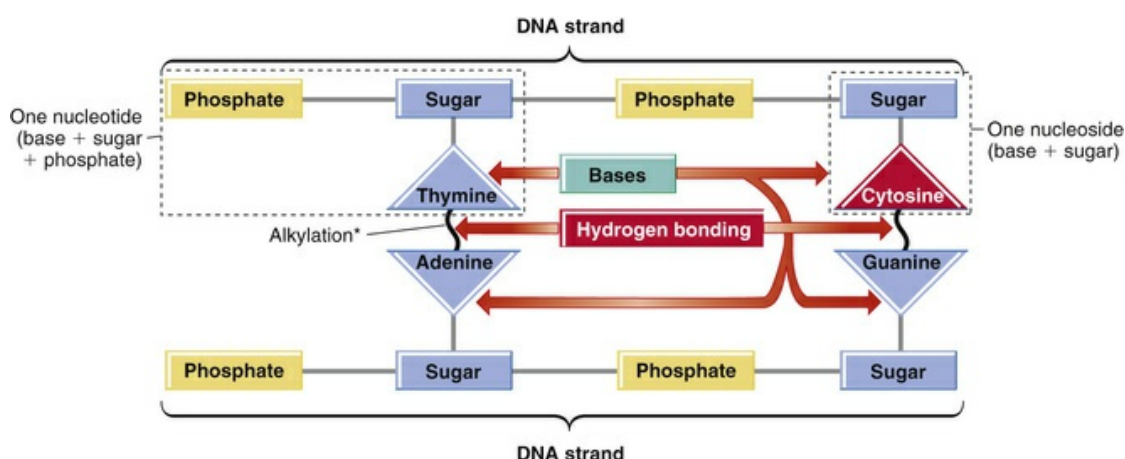 DNA strand
Phosphate
Sugar
Phosphate
Sugar
One nucleotide
(base + sugar
+ phosphate)
One nucleoside
(base + sugar)
Bases
Thymine
Cytosine
Alkylation*
Hydrogen bonding
Adenine
Guanine
Phosphate
Sugar
Phosphate
Sugar
DNA strand